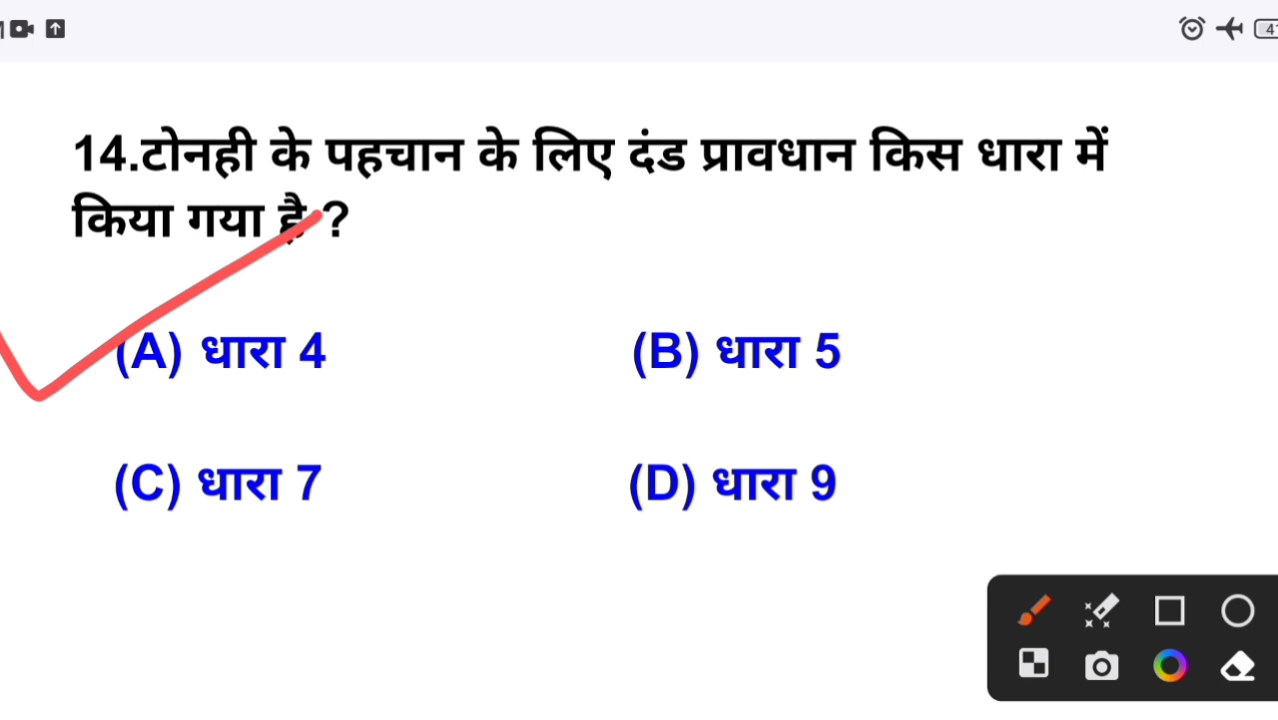 14.टोनही के पहचान के लिए दंड प्रावधान किस धारा में
किया गया है ?
(A) धारा 4 (B) धारा 5
(C) धारा 7 (D) धारा 9